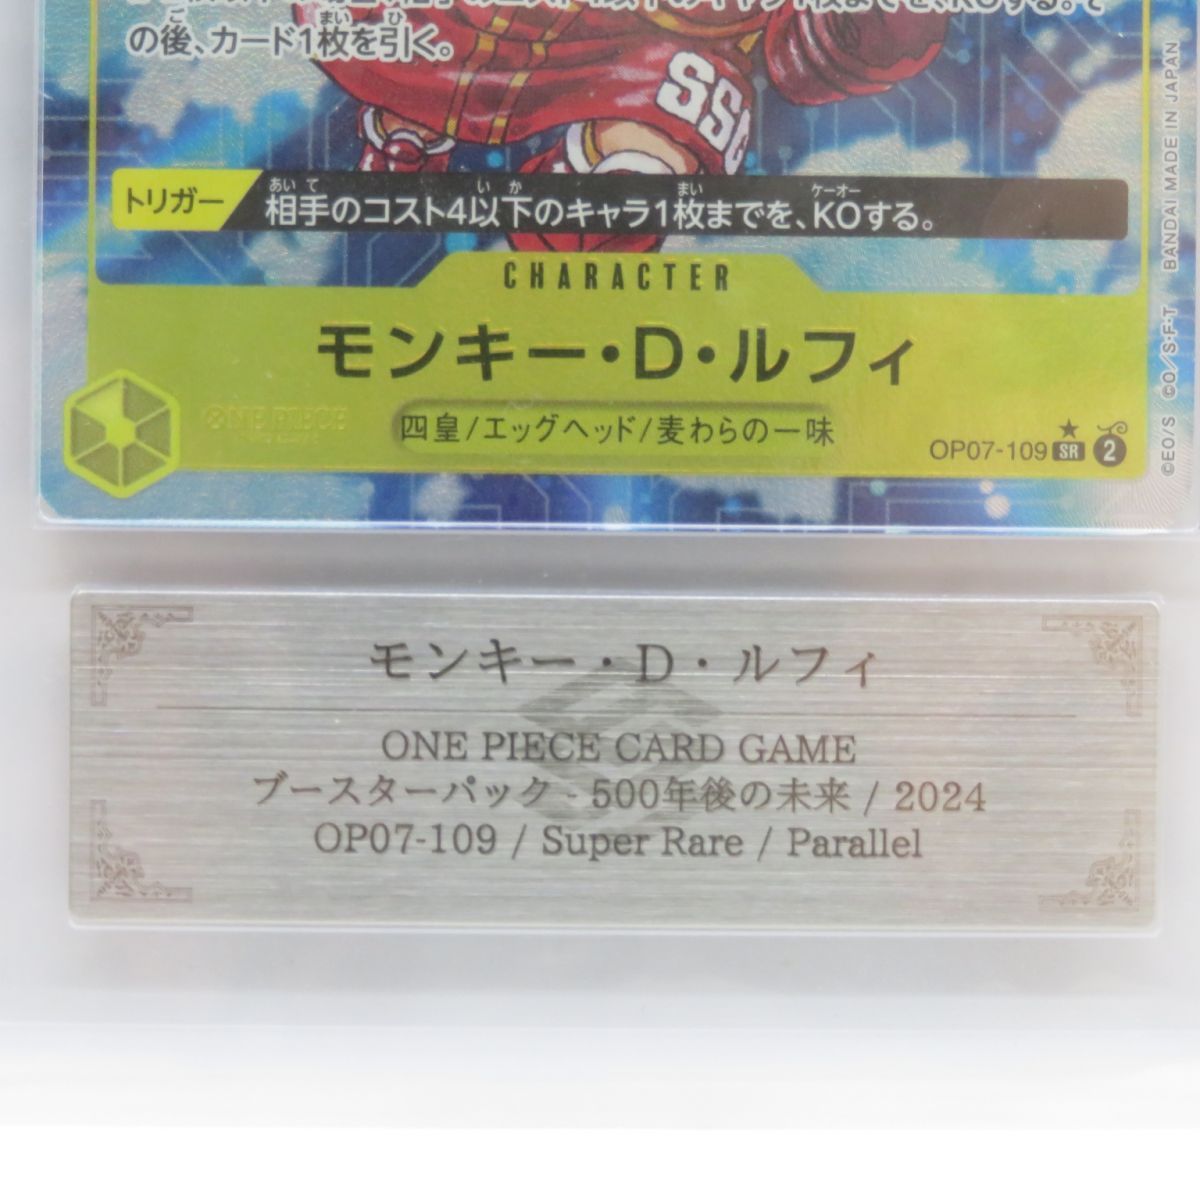 の後、カード1枚を引く。
SSG
トリガー
相手のコスト4以下のキャラ1枚までを、KOする。
CHARACTER
モンキー・D・ルフィ
ONE PIECE
四皇/エッグヘッド/麦わらの一味
OP07-109 SR 2
©EO/S ©O/S・F・T BANDAI MADE IN JAPAN
モンキー・D・ルフィ
ONE PIECE CARD GAME
ブースターパック - 500年後の未来 / 2024
OP07-109 / Super Rare / Parallel